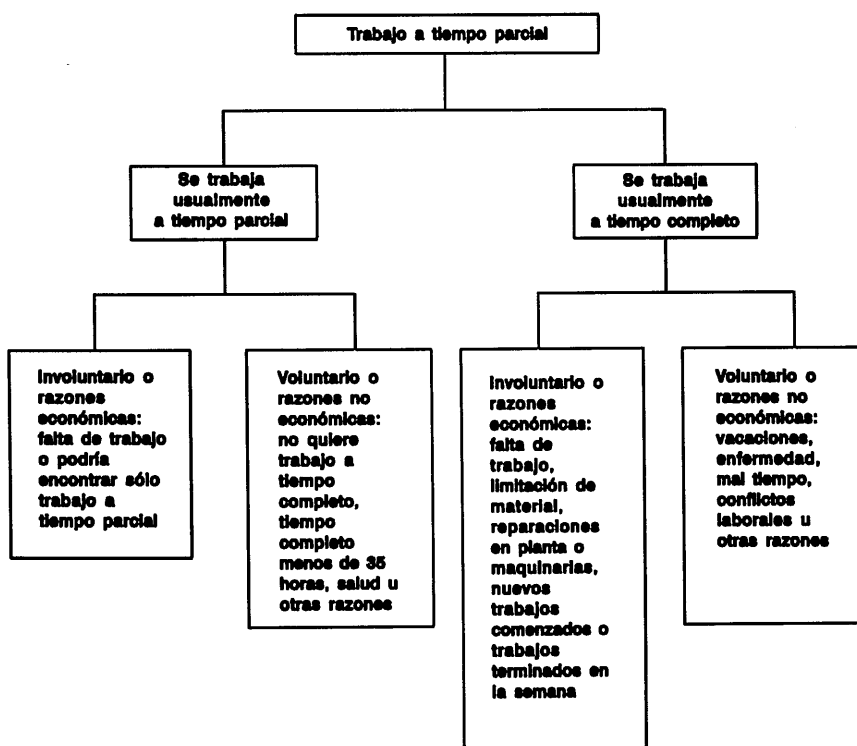 Trabajo a tiempo parcial
Se trabaja
usualmente
a tiempo parcial
Se trabaja
usualmente
a tiempo completo
Involuntario o
razones
económicas:
falta de trabajo
o podría
encontrar sólo
trabajo a
tiempo parcial
Voluntario o
razones no
económicas:
no quiere
trabajo a
tiempo
completo,
tiempo
completo
menos de 35
horas, salud u
otras razones
Involuntario o
razones
económicas:
falta de
trabajo,
limitación de
material,
reparaciones
en planta o
maquinarias,
nuevos
trabajos
comenzados o
trabajos
terminados en
la semana
Voluntario o
razones no
económicas:
vacaciones,
enfermedad,
mal tiempo,
conflictos
laborales u
otras razones